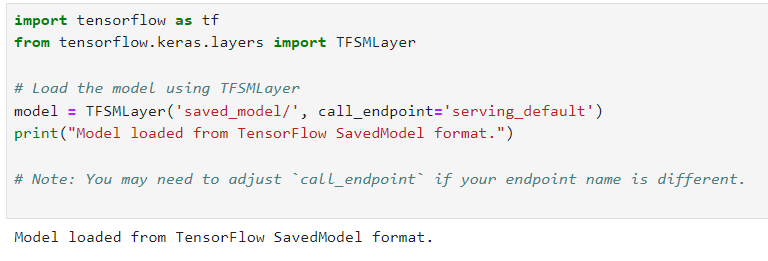 import tensorflow as tf
from tensorflow.keras.layers import TFSMLayer
# Load the model using TFSMLayer
model = TFSMLayer('saved_model/', call_endpoint='serving_default')
print("Model loaded from TensorFlow SavedModel format.")
# Note: You may need to adjust `call_endpoint` if your endpoint name is different.
Model loaded from TensorFlow SavedModel format.